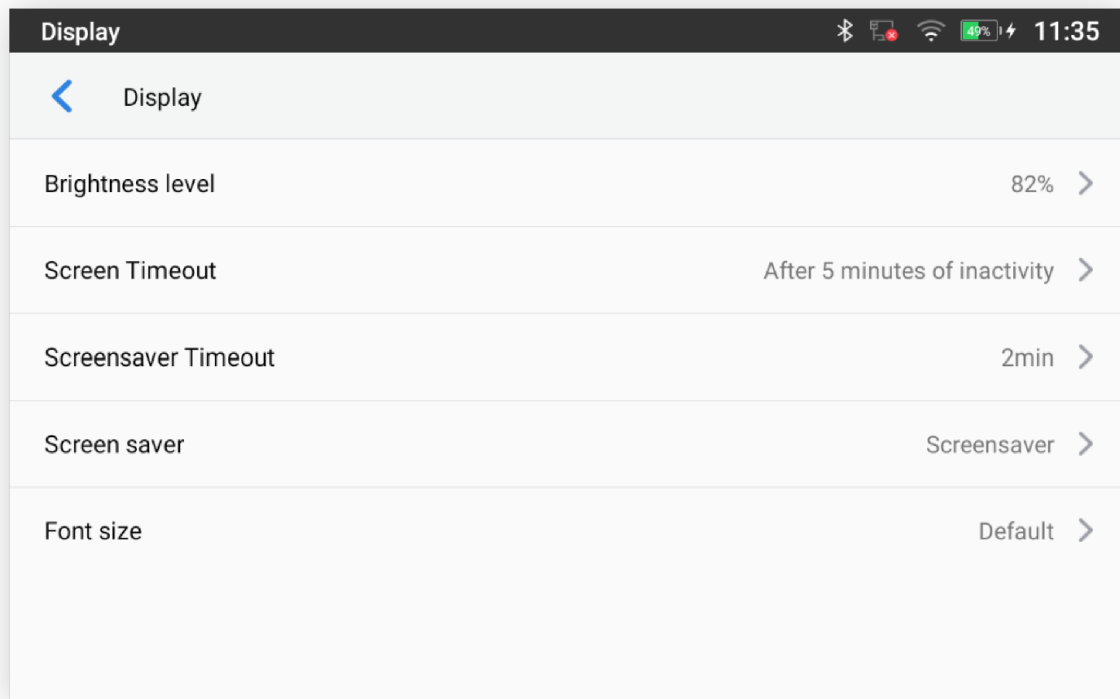 Display
49%
11:35
Display
Brightness level 82%
Screen Timeout After 5 minutes of inactivity
Screensaver Timeout 2min
Screen saver Screensaver
Font size Default